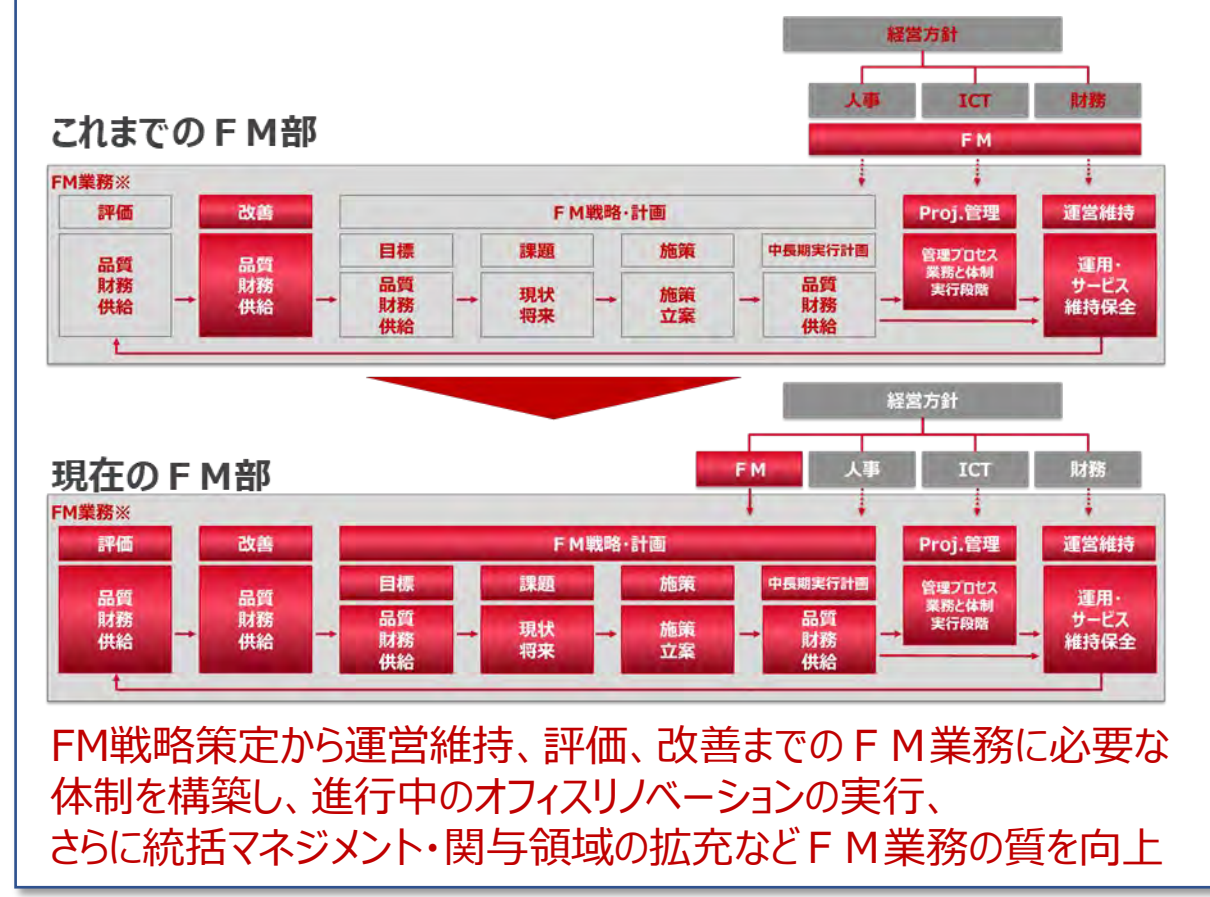 経営方針
人事
ICT
財務
これまでのＦＭ部
ＦＭ
FM業務※
評価
改善
ＦＭ戦略・計画
Proj.管理
運営維持
目標
課題
施策
中長期実行計画
品質
財務
供給
品質
財務
供給
品質
財務
供給
現状
将来
施策
立案
品質
財務
供給
管理プロセス
業務と体制
実行段階
運用・
サービス
維持保全
経営方針
現在のＦＭ部
ＦＭ
人事
ICT
財務
FM業務※
評価
改善
ＦＭ戦略・計画
Proj.管理
運営維持
目標
課題
施策
中長期実行計画
品質
財務
供給
品質
財務
供給
品質
財務
供給
現状
将来
施策
立案
品質
財務
供給
管理プロセス
業務と体制
実行段階
運用・
サービス
維持保全
FM戦略策定から運営維持、評価、改善までのＦＭ業務に必要な
体制を構築し、進行中のオフィスリノベーションの実行、
さらに統括マネジメント・関与領域の拡充などＦＭ業務の質を向上